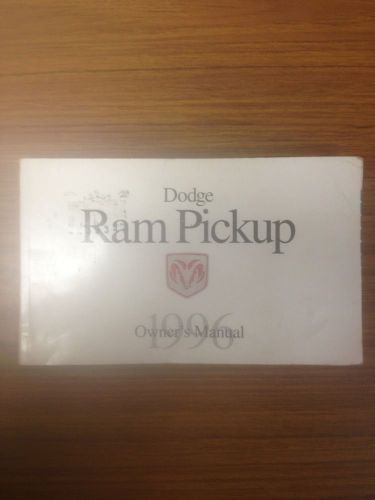 Dodge
Ram Pickup
1996
Owner's Manual